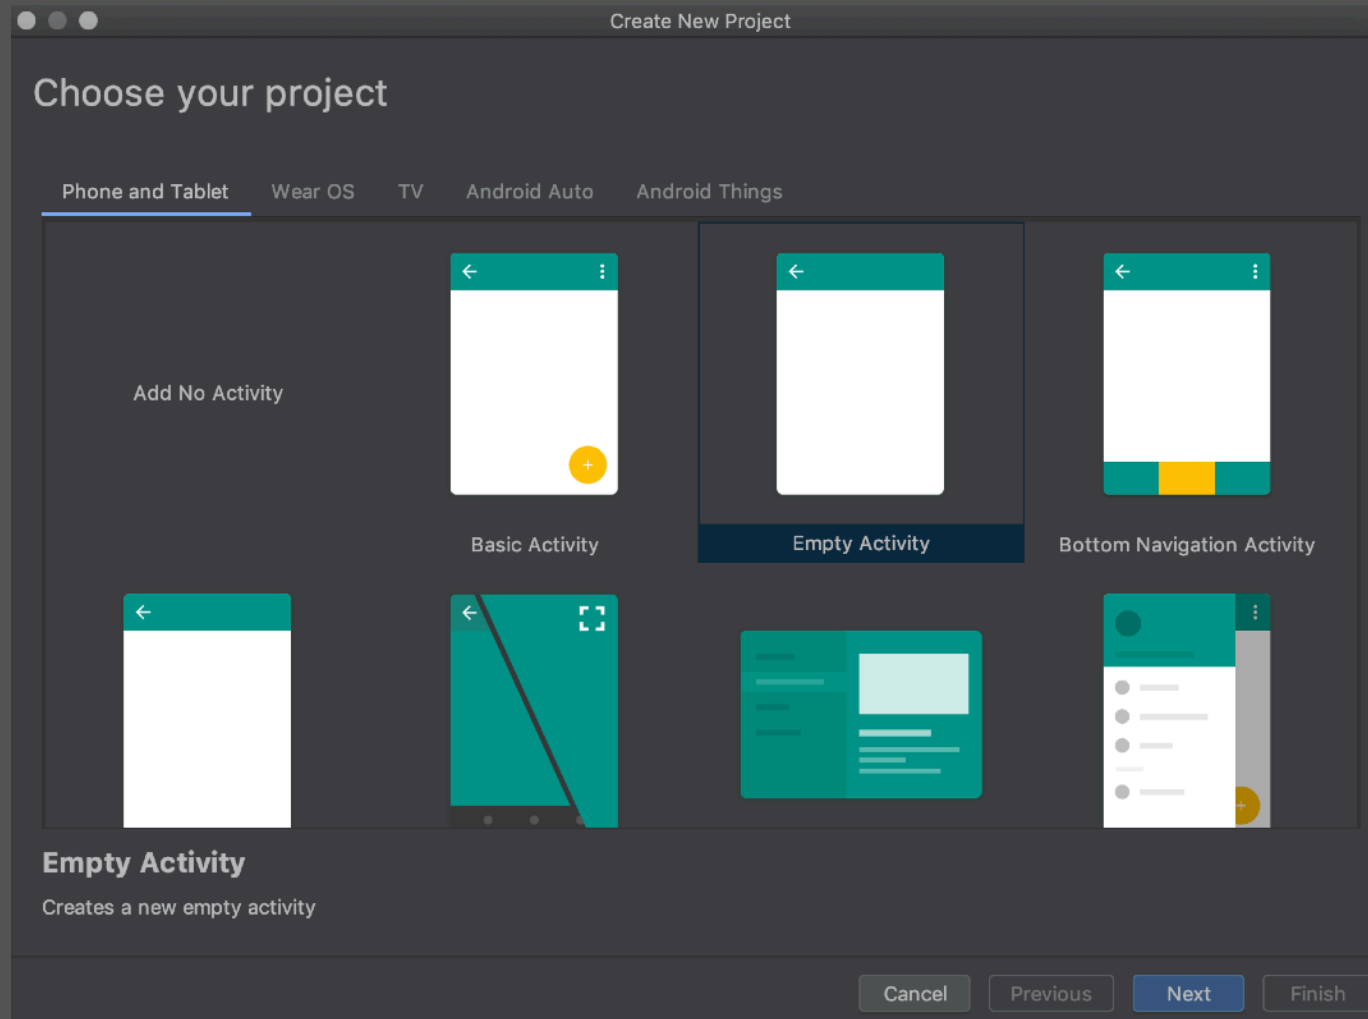 Create New Project
Choose your project
Phone and Tablet
Wear OS
TV
Android Auto
Android Things
Add No Activity
Basic Activity
Empty Activity
Bottom Navigation Activity
Empty Activity
Creates a new empty activity
Cancel
Previous
Next
Finish